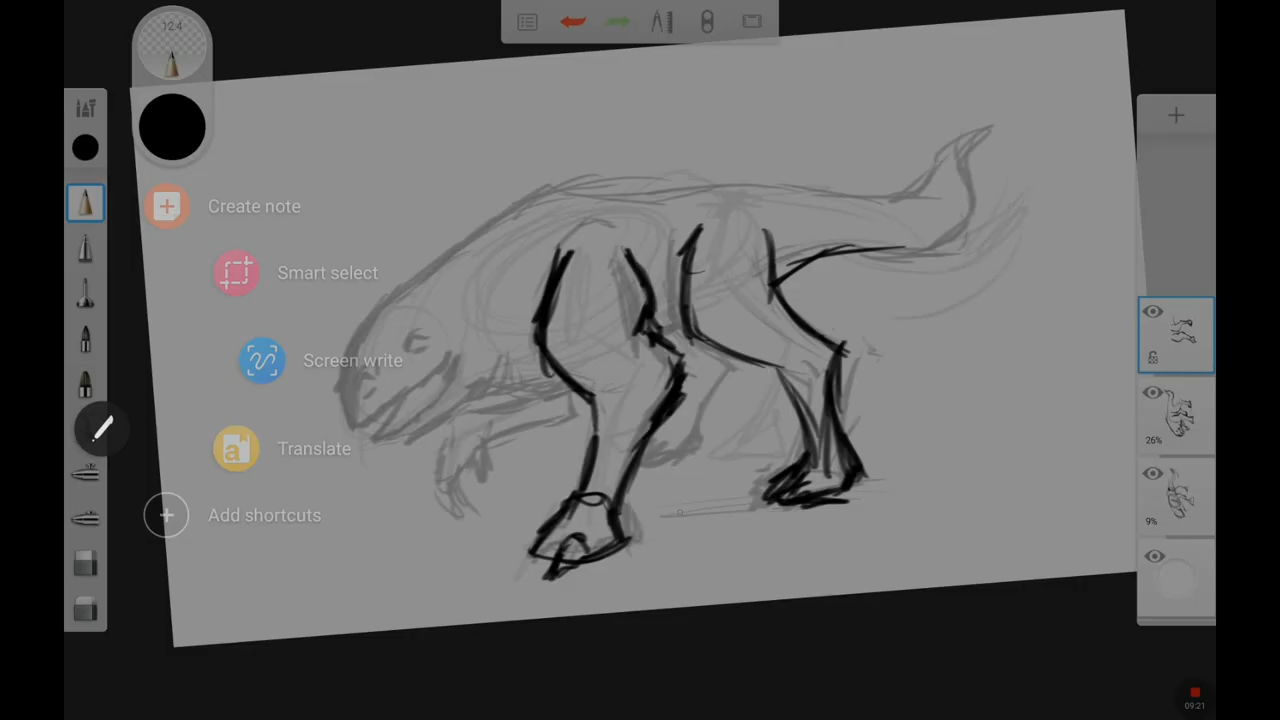 12.4
Create note
Smart select
Screen write
Translate
a
Add shortcuts
26%
9%
09:21